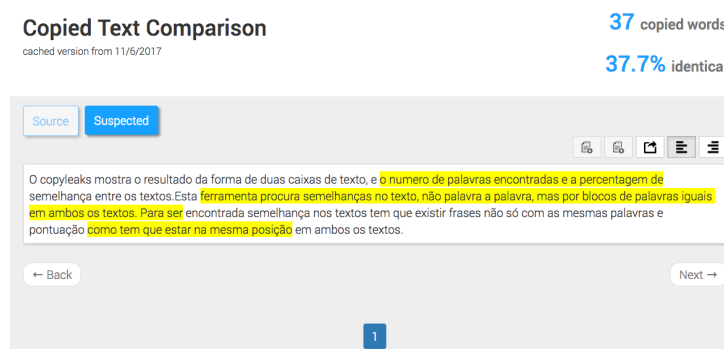 Copied Text Comparison
cached version from 11/6/2017
37 copied words
37.7% identica
Source
Suspected
O copyleaks mostra o resultado da forma de duas caixas de texto, e o numero de palavras encontradas e a percentagem de
semelhança entre os textos.Esta ferramenta procura semelhanças no texto, não palavra a palavra, mas por blocos de palavras iguais
em ambos os textos. Para ser encontrada semelhança nos textos tem que existir frases não só com as mesmas palavras e
pontuação como tem que estar na mesma posição em ambos os textos.
← Back
Next →
1